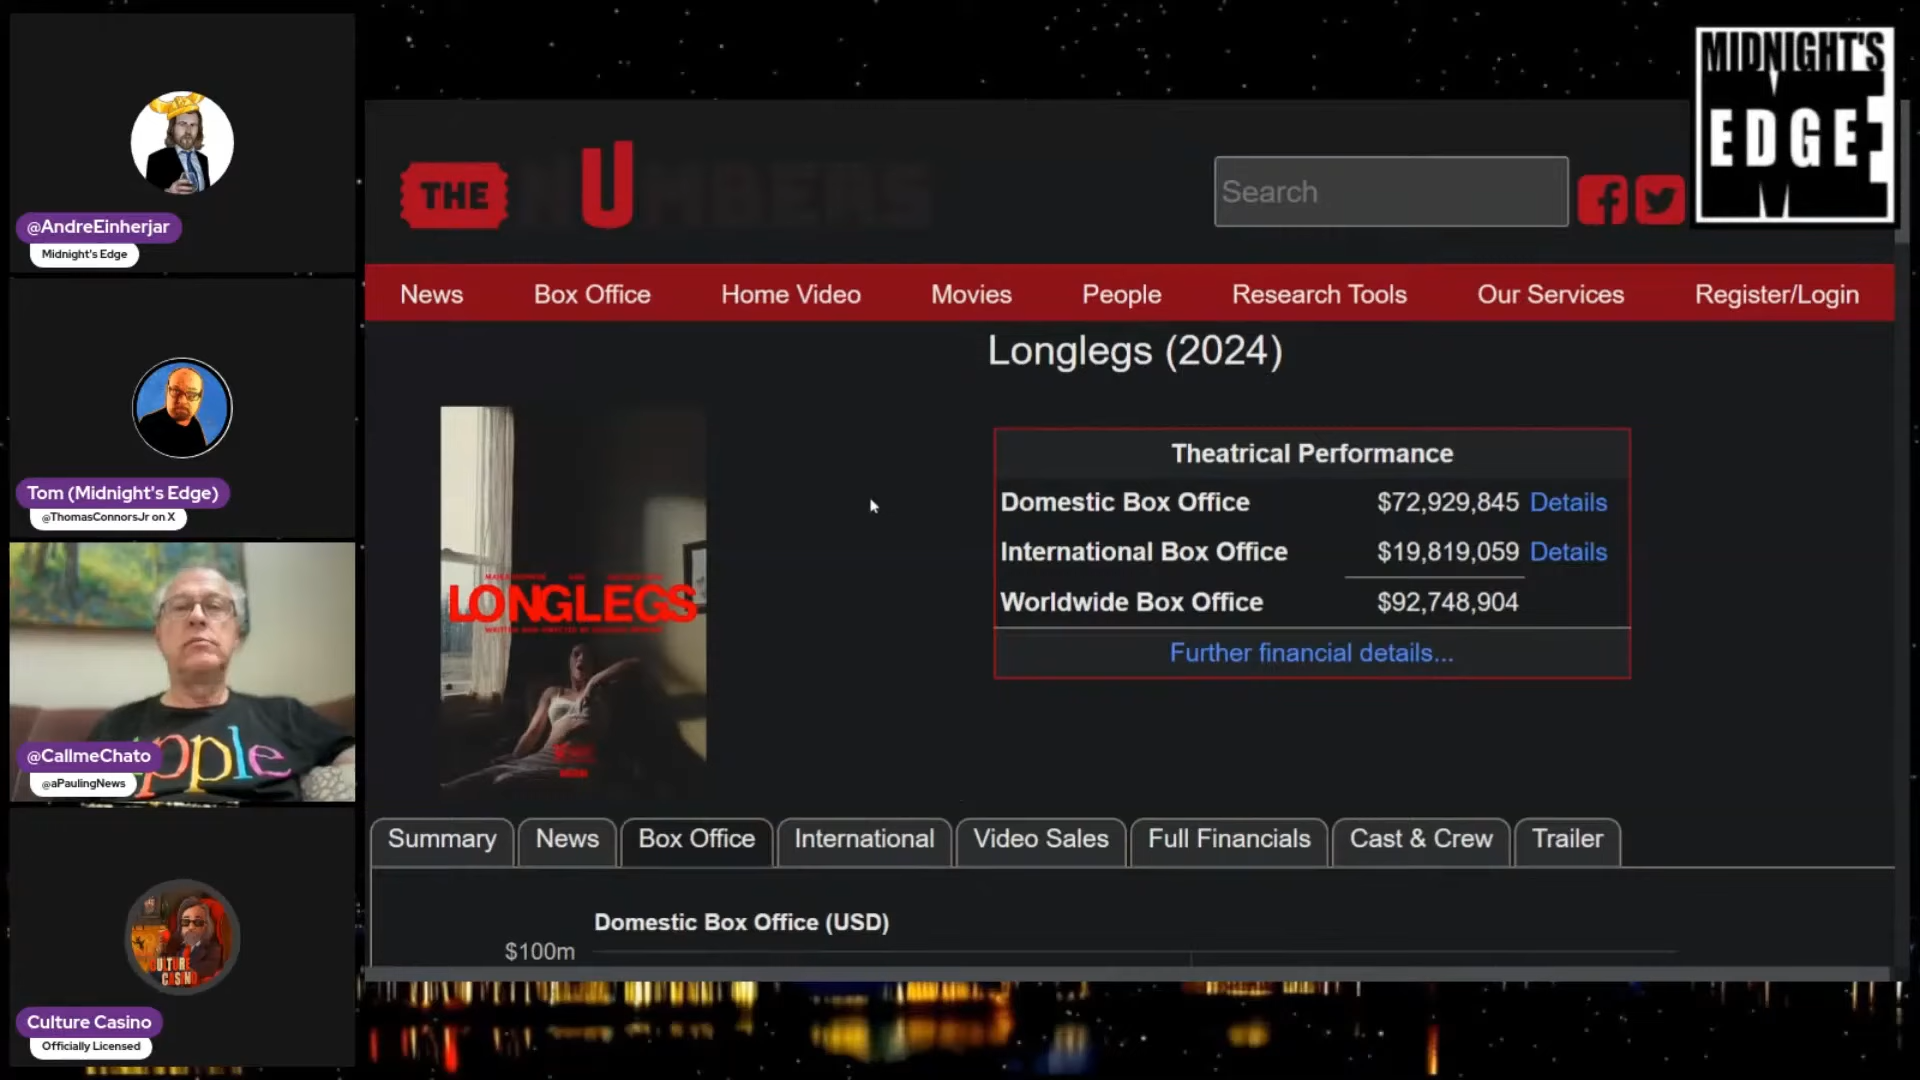 @AndreEinherjar
Midnight's Edge
Tom (Midnight's Edge)
@ThomasConnorsJr on X
pple
@CallmeChato
@aPaulingNews
CULTURE
CASINO
Culture Casino
Officially Licensed
MIDNIGHT'S
EDGE
THE NUMBERS
Search
News Box Office Home Video Movies People Research Tools Our Services Register/Login
Longlegs (2024)
LONGLEGS
Theatrical Performance
Domestic Box Office $72,929,845 Details
International Box Office $19,819,059 Details
Worldwide Box Office $92,748,904
Further financial details...
Summary News Box Office International Video Sales Full Financials Cast & Crew Trailer
Domestic Box Office (USD)
$100m